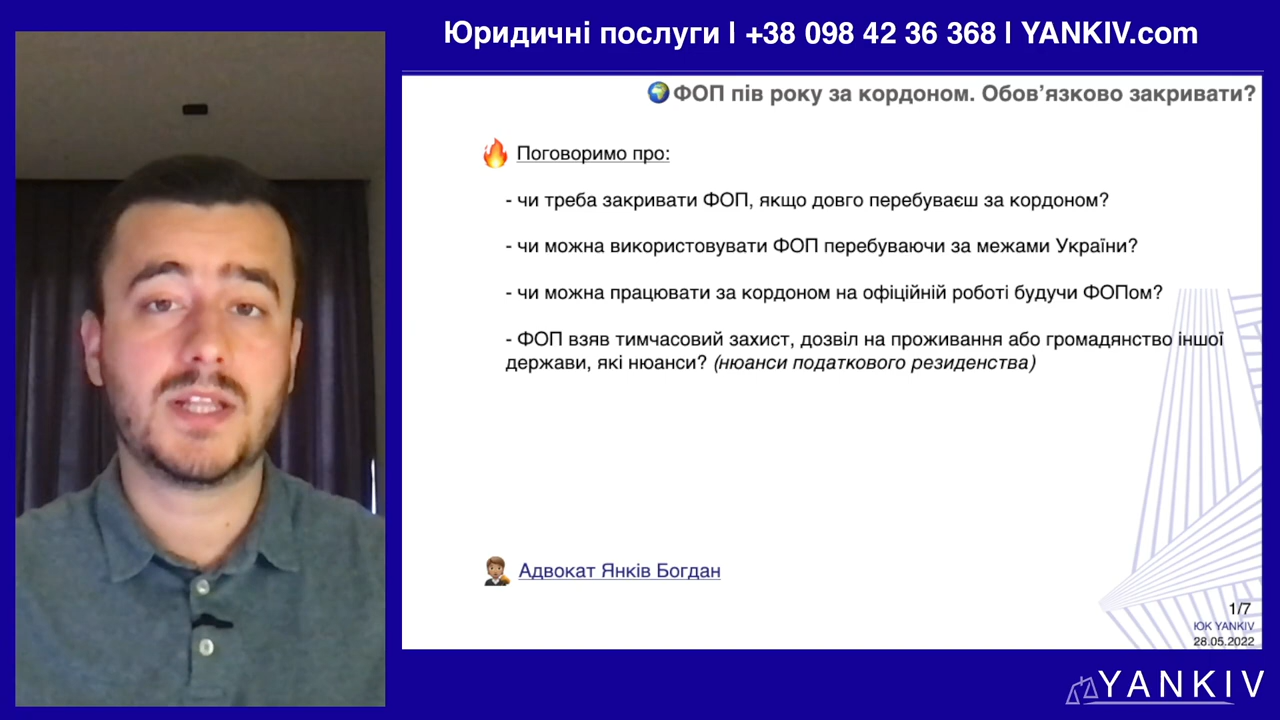 Юридичні послуги | +38 098 42 36 368 | YANKIV.com
ФОП пів року за кордоном. Обов’язково закривати?
Поговоримо про:
- чи треба закривати ФОП, якщо довго перебуваєш за кордоном?
- чи можна використовувати ФОП перебуваючи за межами України?
- чи можна працювати за кордоном на офіційній роботі будучи ФОПом?
- ФОП взяв тимчасовий захист, дозвіл на проживання або громадянство іншої
держави, які нюанси? (нюанси податкового резиденства)
Адвокат Янків Богдан
1/7
ЮК YANKIV
28.05.2022
YANKIV